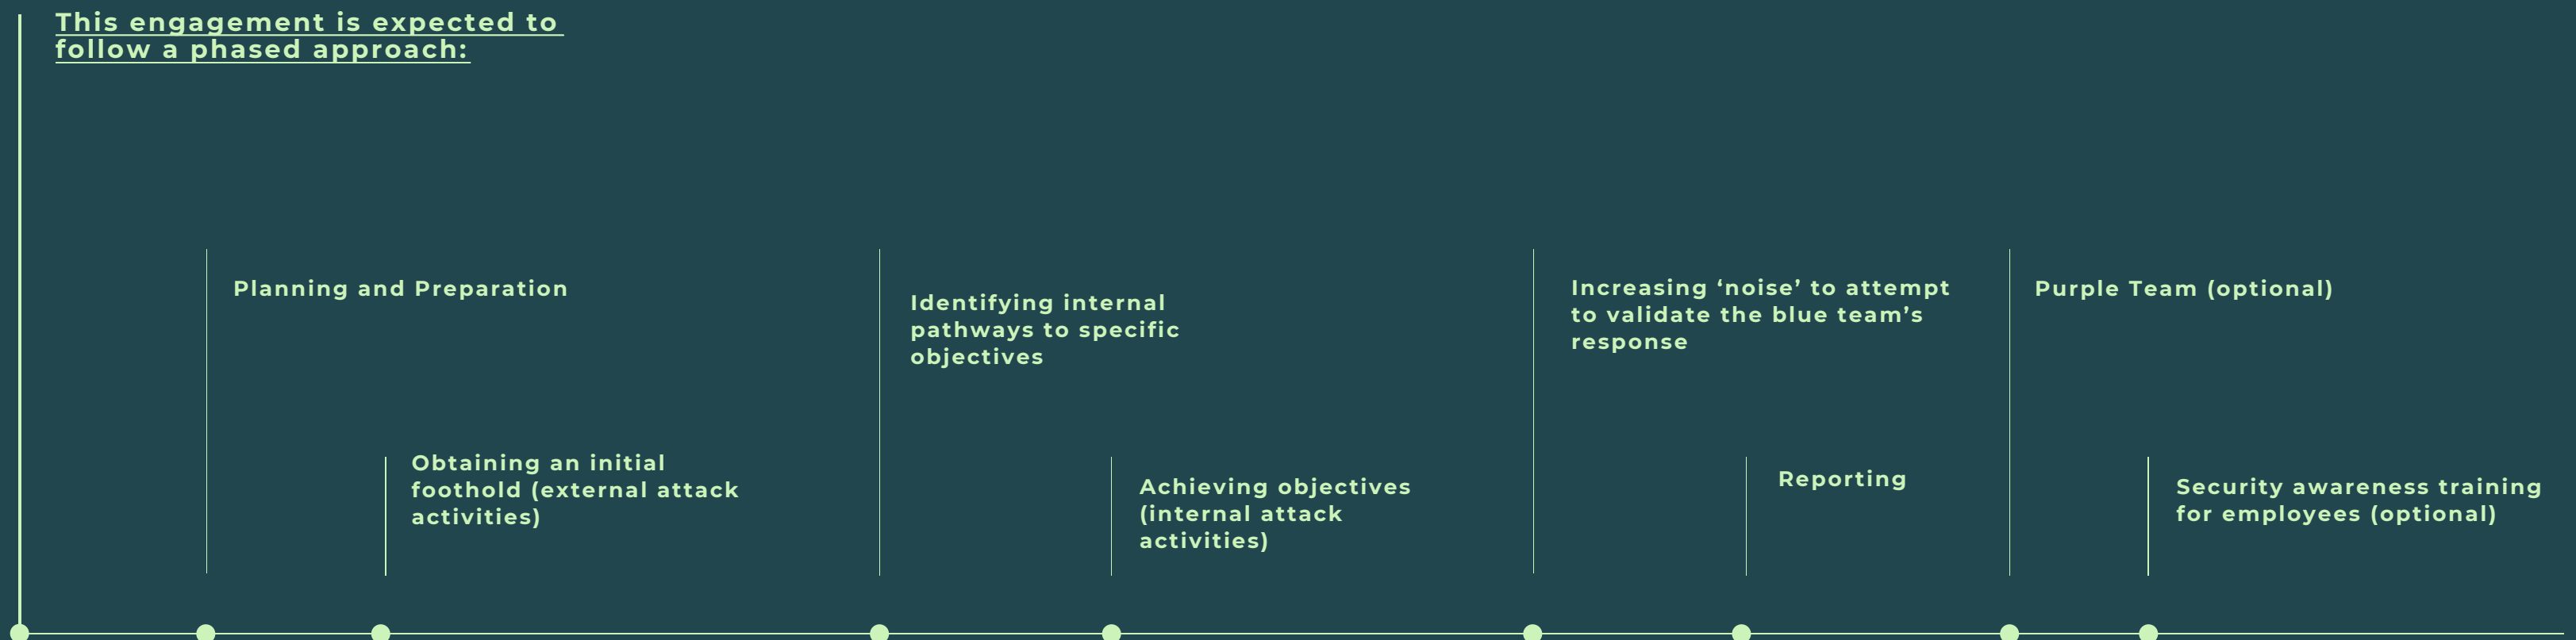 This engagement is expected to
follow a phased approach:
Planning and Preparation
Obtaining an initial
foothold (external attack
activities)
Identifying internal
pathways to specific
objectives
Achieving objectives
(internal attack
activities)
Increasing ‘noise’ to attempt
to validate the blue team’s
response
Reporting
Purple Team (optional)
Security awareness training
for employees (optional)